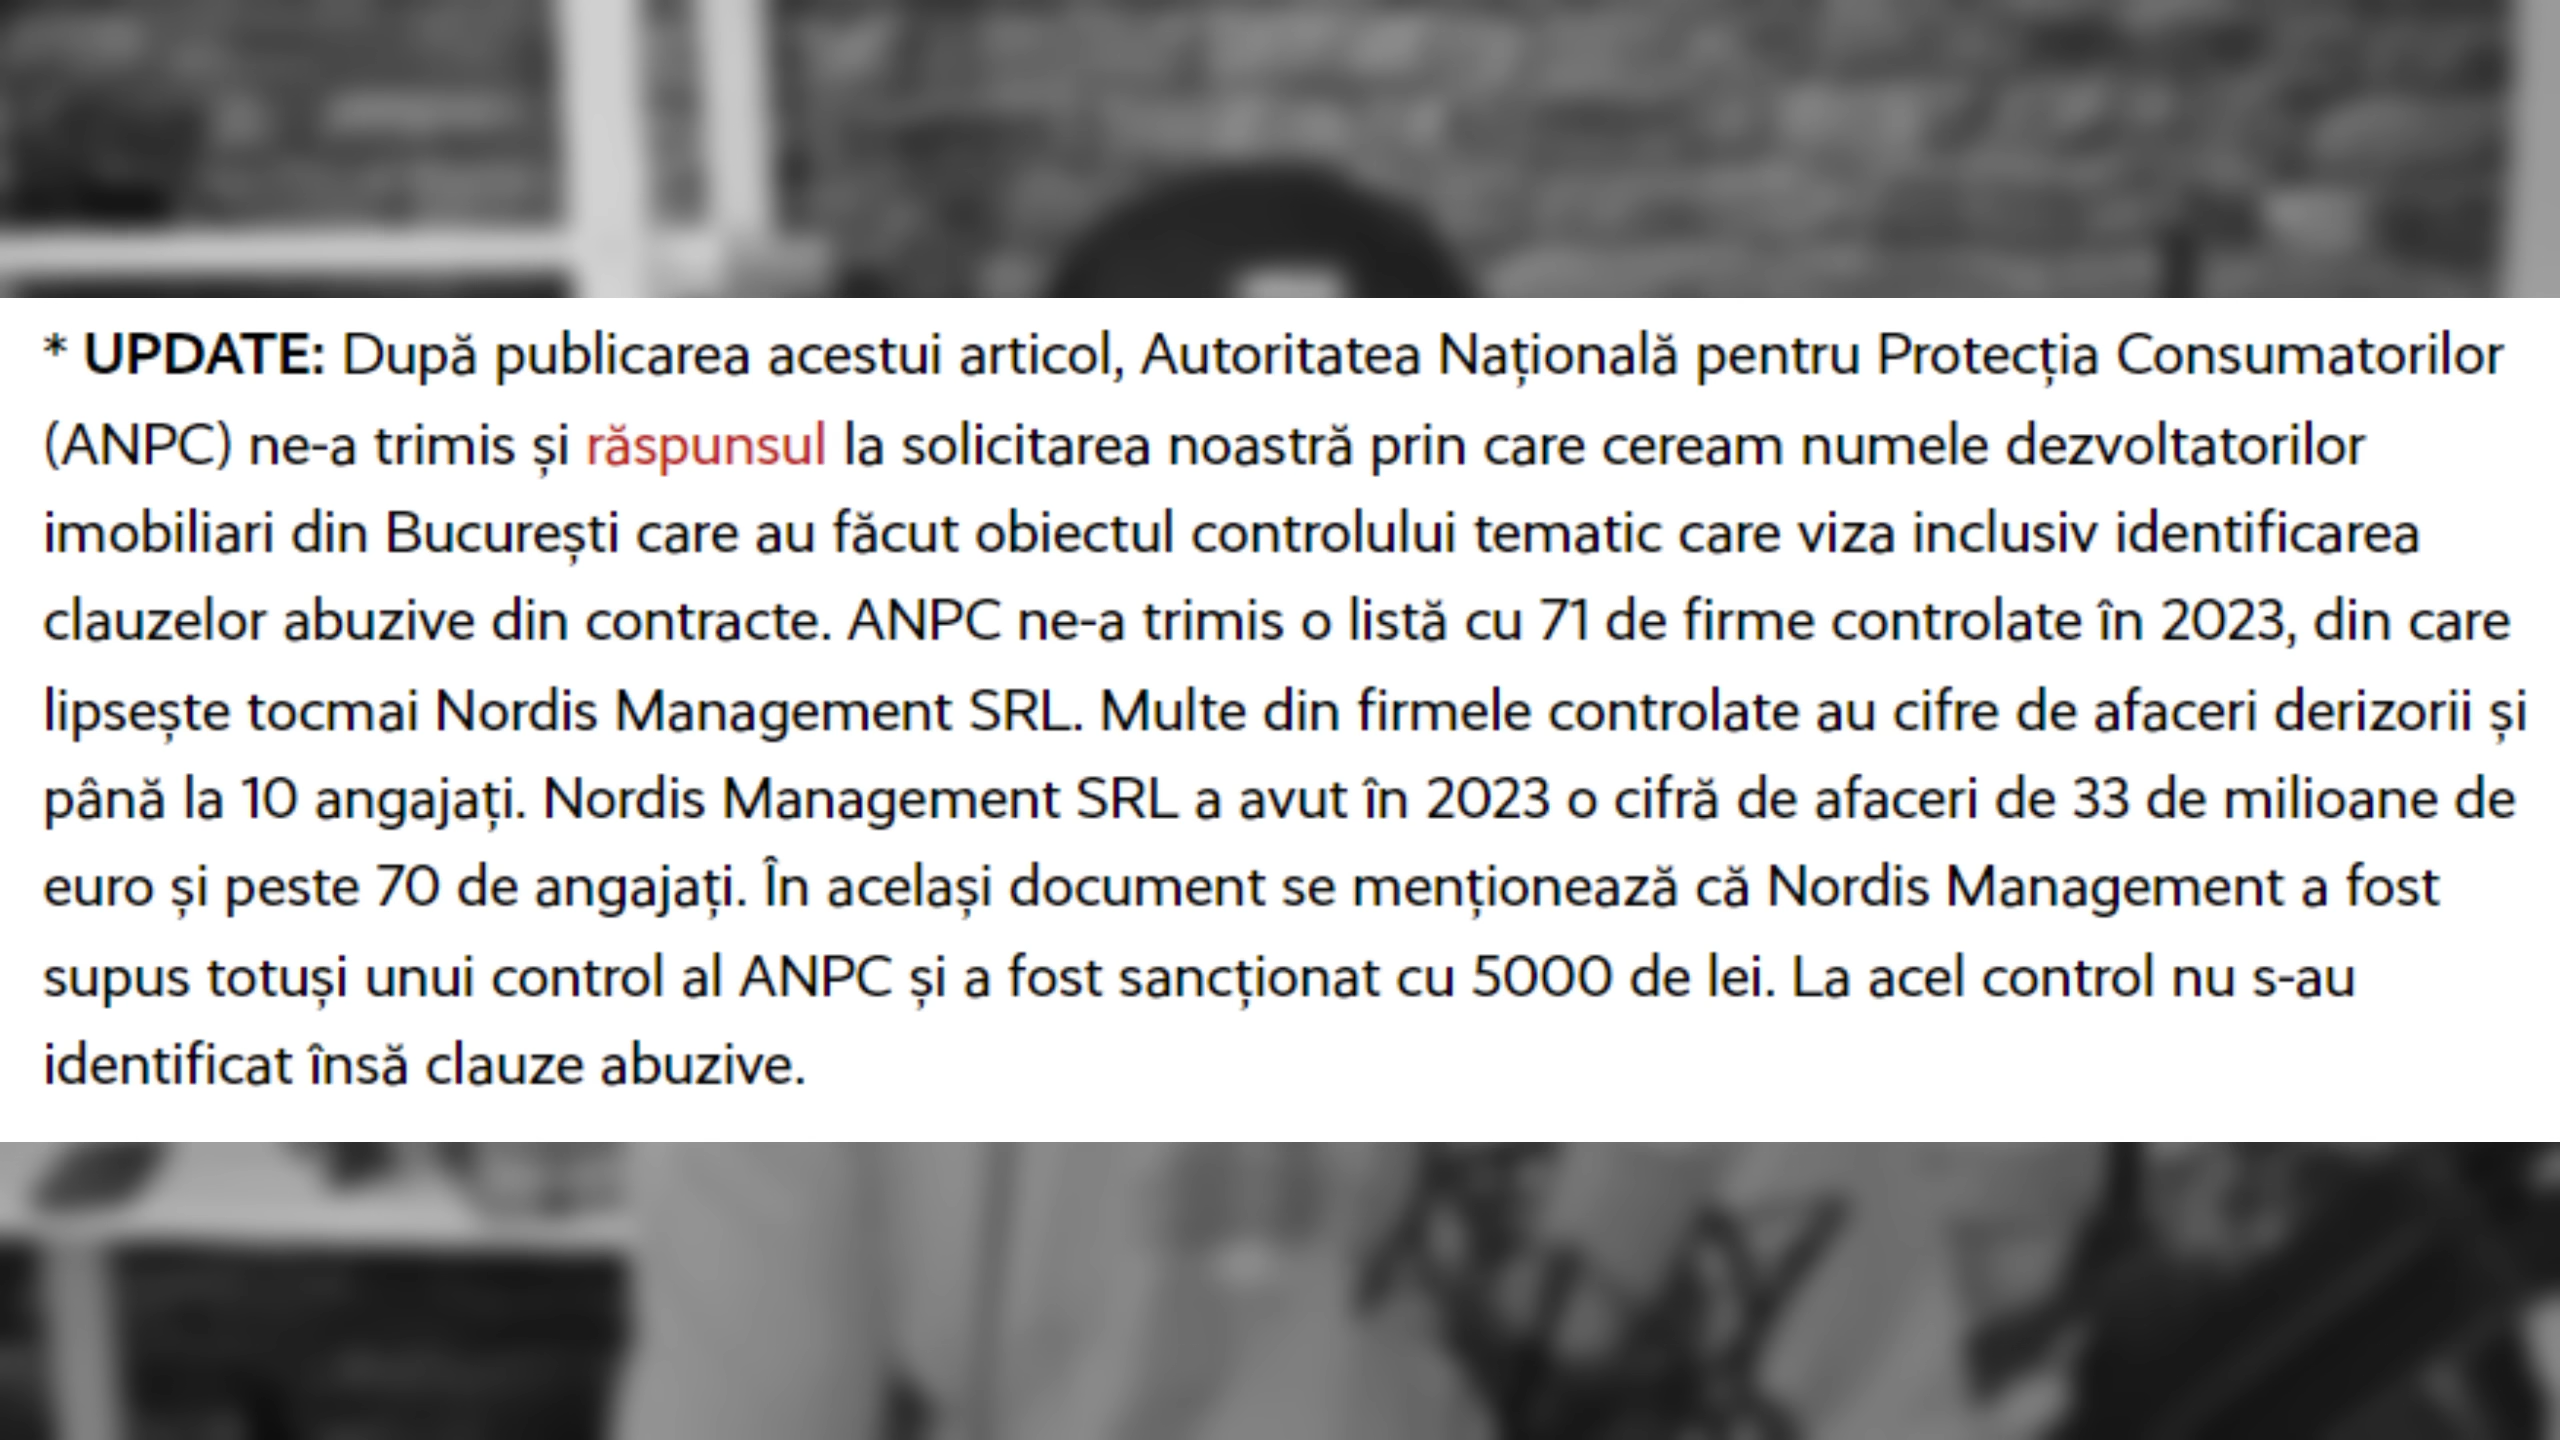 * UPDATE: După publicarea acestui articol, Autoritatea Națională pentru Protecția Consumatorilor
(ANPC) ne-a trimis și răspunsul la solicitarea noastră prin care ceream numele dezvoltatorilor
imobiliari din București care au făcut obiectul controlului tematic care viza inclusiv identificarea
clauzelor abuzive din contracte. ANPC ne-a trimis o listă cu 71 de firme controlate în 2023, din care
lipsește tocmai Nordis Management SRL. Multe din firmele controlate au cifre de afaceri derizorii și
până la 10 angajați. Nordis Management SRL a avut în 2023 o cifră de afaceri de 33 de milioane de
euro și peste 70 de angajați. În același document se menționează că Nordis Management a fost
supus totuși unui control al ANPC și a fost sancționat cu 5000 de lei. La acel control nu s-au
identificat însă clauze abuzive.